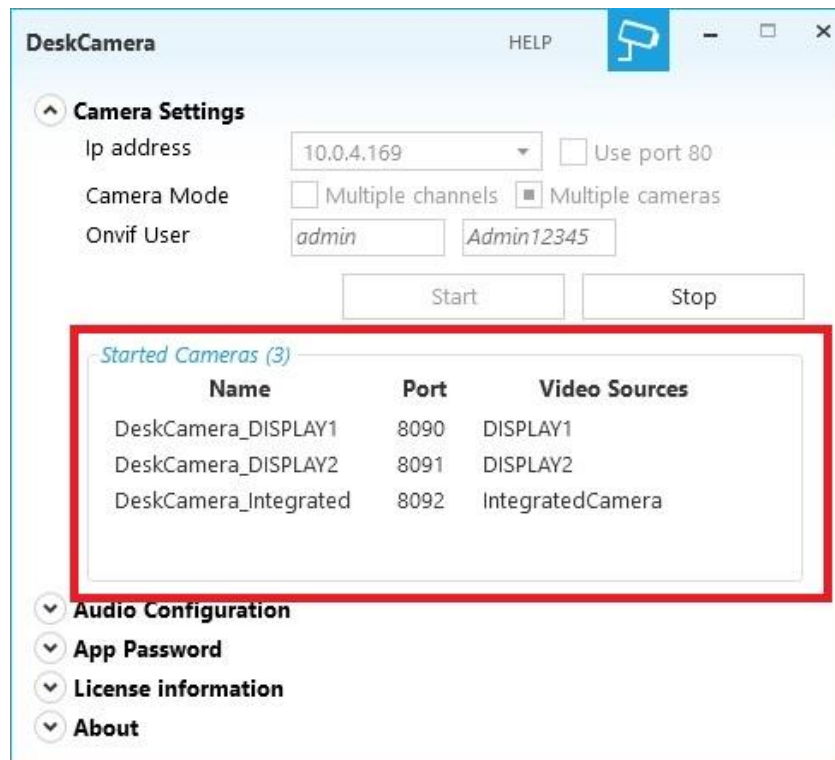 DeskCamera HELP
Camera Settings
Ip address 10.0.4.169 Use port 80
Camera Mode Multiple channels Multiple cameras
Onvif User admin Admin12345
Start Stop
Started Cameras (3)
Name Port Video Sources
DeskCamera_DISPLAY1 8090 DISPLAY1
DeskCamera_DISPLAY2 8091 DISPLAY2
DeskCamera_Integrated 8092 IntegratedCamera
Audio Configuration
App Password
License information
About